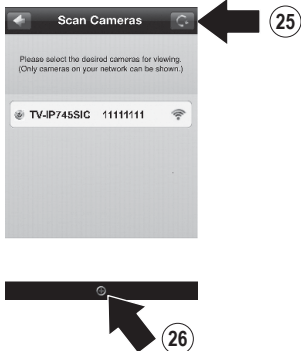 Scan Cameras
25
Please select the desired cameras for viewing.
(Only cameras on your network can be shown.)
TV-IP745SIC 11111111
26